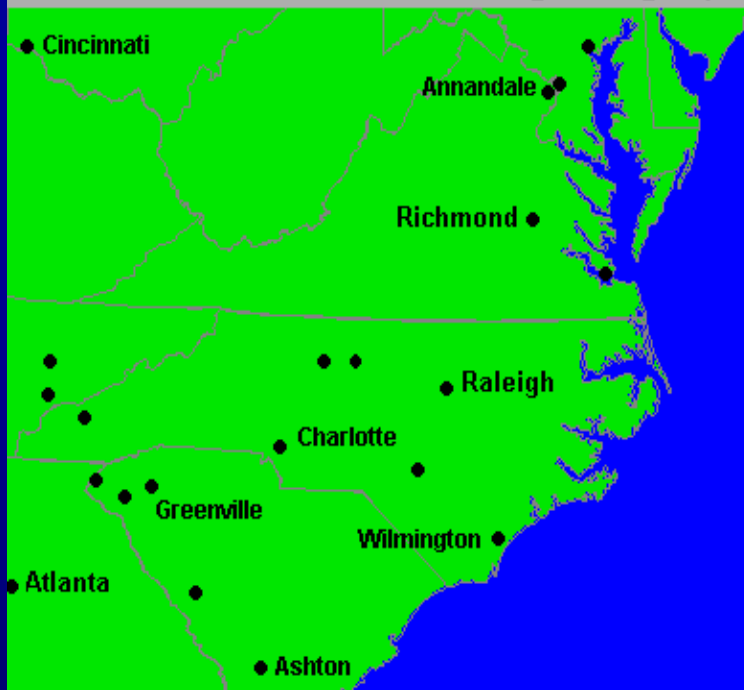 Cincinnati
Annandale
Richmond
Raleigh
Charlotte
Greenville
Wilmington
Atlanta
Ashton